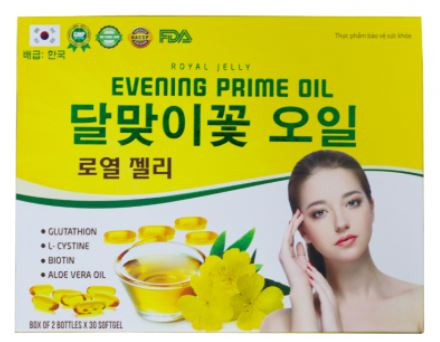 GMP
HACCP
FDA
Thực phẩm bảo vệ sức khỏe
배급: 한국
ROYAL JELLY
EVENING PRIME OIL
달맞이꽃 오일
로열 젤리
GLUTATHION
L- CYSTINE
BIOTIN
ALOE VERA OIL
BOX OF 2 BOTTLES X 30 SOFTGEL